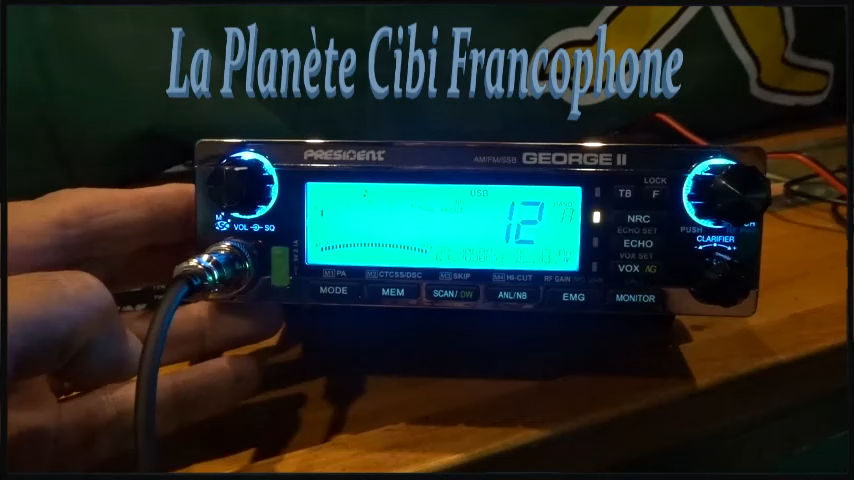 La Planète Cibi Francophone
PRESIDENT
AM/FM/SSB GEORGE II
LOCK
TB F
USD
12
NRC
ECHO SET
PUSH
M
VOL SQ
ECHO
CLARIFIER
VOX SET
VOX NG
M1 PA M2 CTCSS/DSC M3 SKIP M4 HI-CUT RF GAIN
MODE MEM SCAN/DW ANL/NB EMG MONITOR